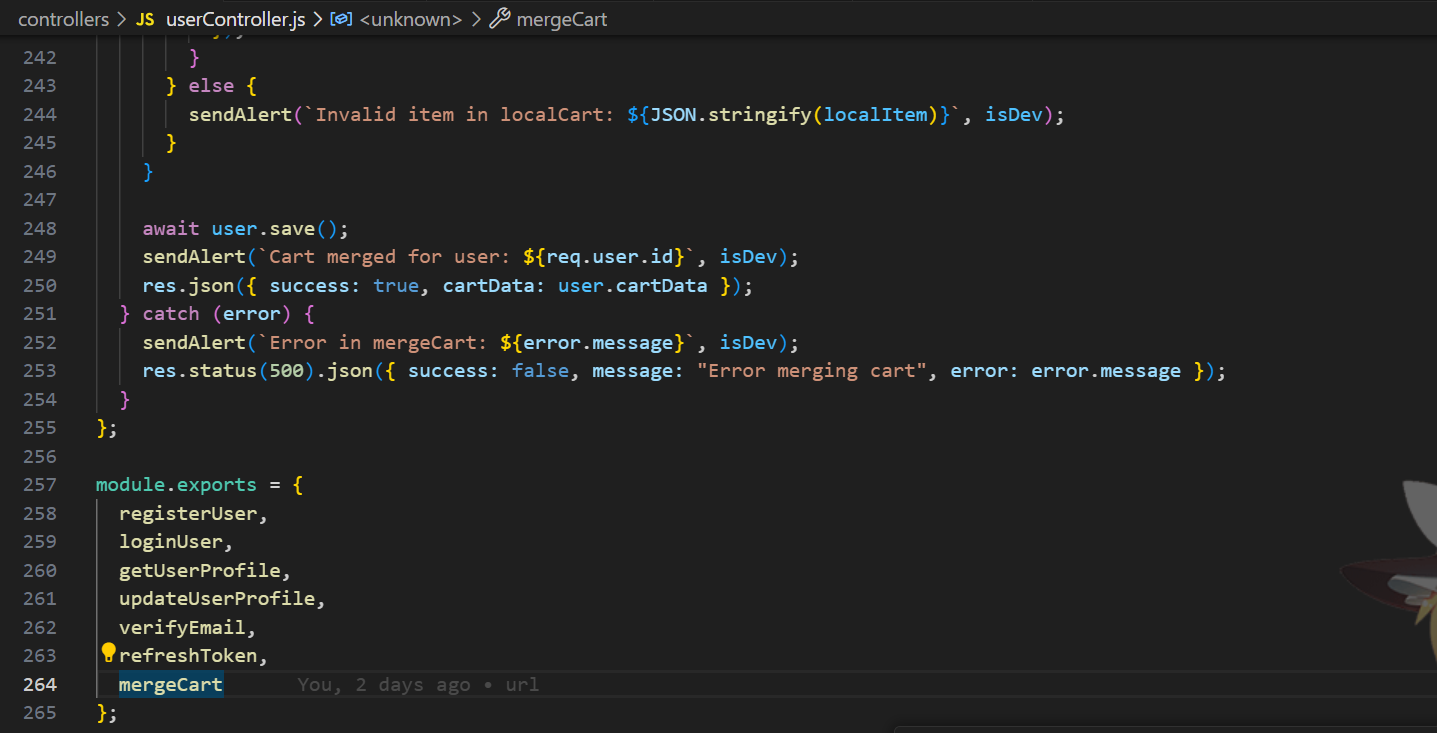 controllers > JS userController.js > <unknown> > mergeCart
242 }
243 } else {
244 sendAlert(`Invalid item in localCart: ${JSON.stringify(localItem)}`, isDev);
245 }
246 }
247
248 await user.save();
249 sendAlert(`Cart merged for user: ${req.user.id}`, isDev);
250 res.json({ success: true, cartData: user.cartData });
251 } catch (error) {
252 sendAlert(`Error in mergeCart: ${error.message}`, isDev);
253 res.status(500).json({ success: false, message: "Error merging cart", error: error.message });
254 }
255 };
256
257 module.exports = {
258 registerUser,
259 loginUser,
260 getUserProfile,
261 updateUserProfile,
262 verifyEmail,
263 refreshToken,
264 mergeCart You, 2 days ago • url
265 };